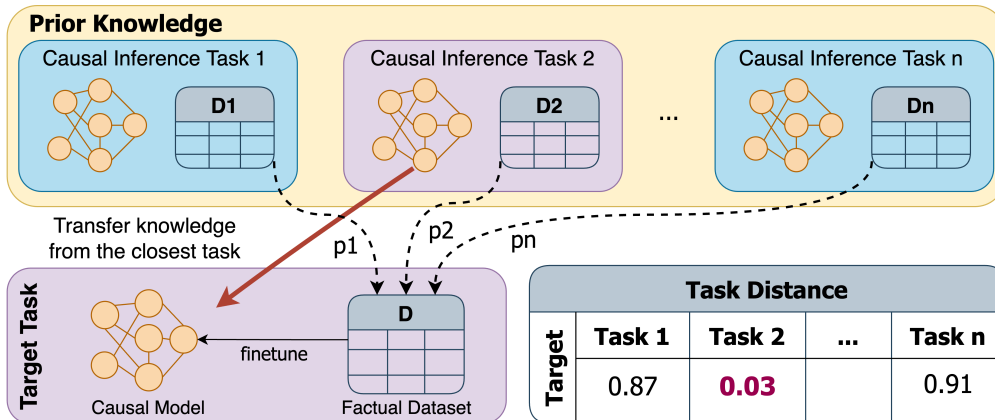 Prior Knowledge
Causal Inference Task 1
D1
Causal Inference Task 2
D2
...
Causal Inference Task n
Dn
Transfer knowledge
from the closest task
p1
p2
pn
Target Task
Causal Model
finetune
D
Factual Dataset
Task Distance
Target
Task 1 Task 2 ... Task n
0.87 0.03 0.91